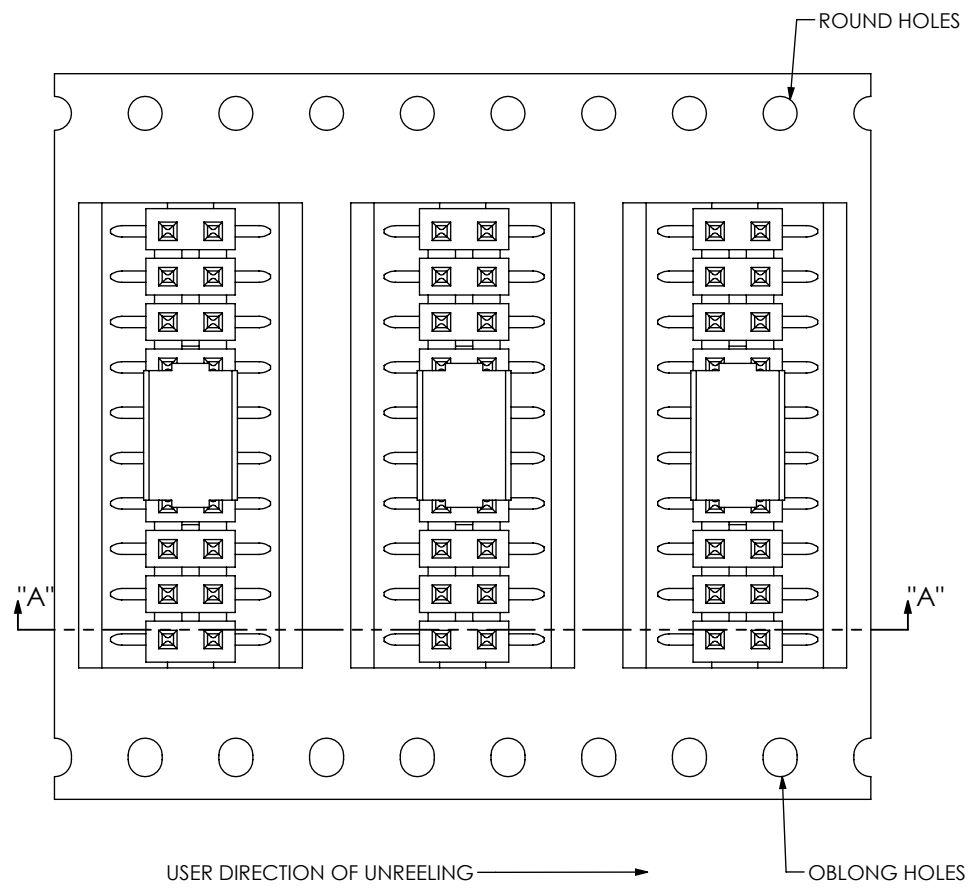 ROUND HOLES
"A"
"A"
USER DIRECTION OF UNREELING
OBLONG HOLES